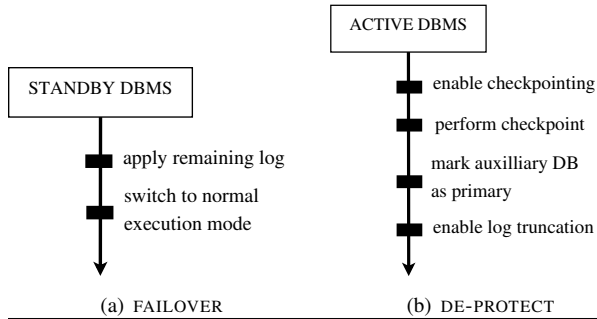 STANDBY DBMS
apply remaining log
switch to normal
execution mode
(a) FAILOVER
ACTIVE DBMS
enable checkpointing
perform checkpoint
mark auxilliary DB
as primary
enable log truncation
(b) DE-PROTECT